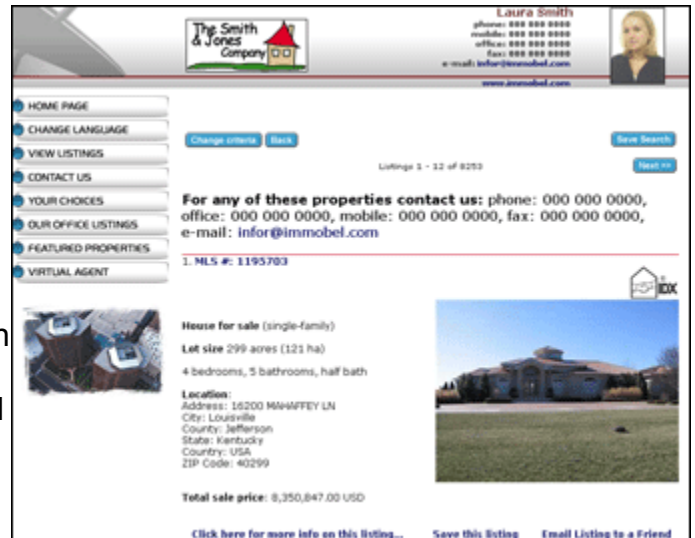 The Smith
& Jones
Company
Laura Smith
phone: 000 000 0000
mobile: 000 000 0000
office: 000 000 0000
fax: 000 000 0000
e-mail: infor@immobel.com
www.immobel.com
HOME PAGE
CHANGE LANGUAGE
VIEW LISTINGS
CONTACT US
YOUR CHOICES
OUR OFFICE LISTINGS
FEATURED PROPERTIES
VIRTUAL AGENT
Change criteria Back Save Search
Listings 1 - 12 of 8253 Next >>
For any of these properties contact us: phone: 000 000 0000,
office: 000 000 0000, mobile: 000 000 0000, fax: 000 000 0000,
e-mail: infor@immobel.com
1. MLS #: 1195703
IDX
House for sale (single-family)
Lot size 299 acres (121 ha)
4 bedrooms, 5 bathrooms, half bath
Location:
Address: 16200 MAHAFFEY LN
City: Louisville
County: Jefferson
State: Kentucky
Country: USA
ZIP Code: 40299
Total sale price: 8,350,847.00 USD
Click here for more info on this listing... Save this listing Email Listing to a Friend